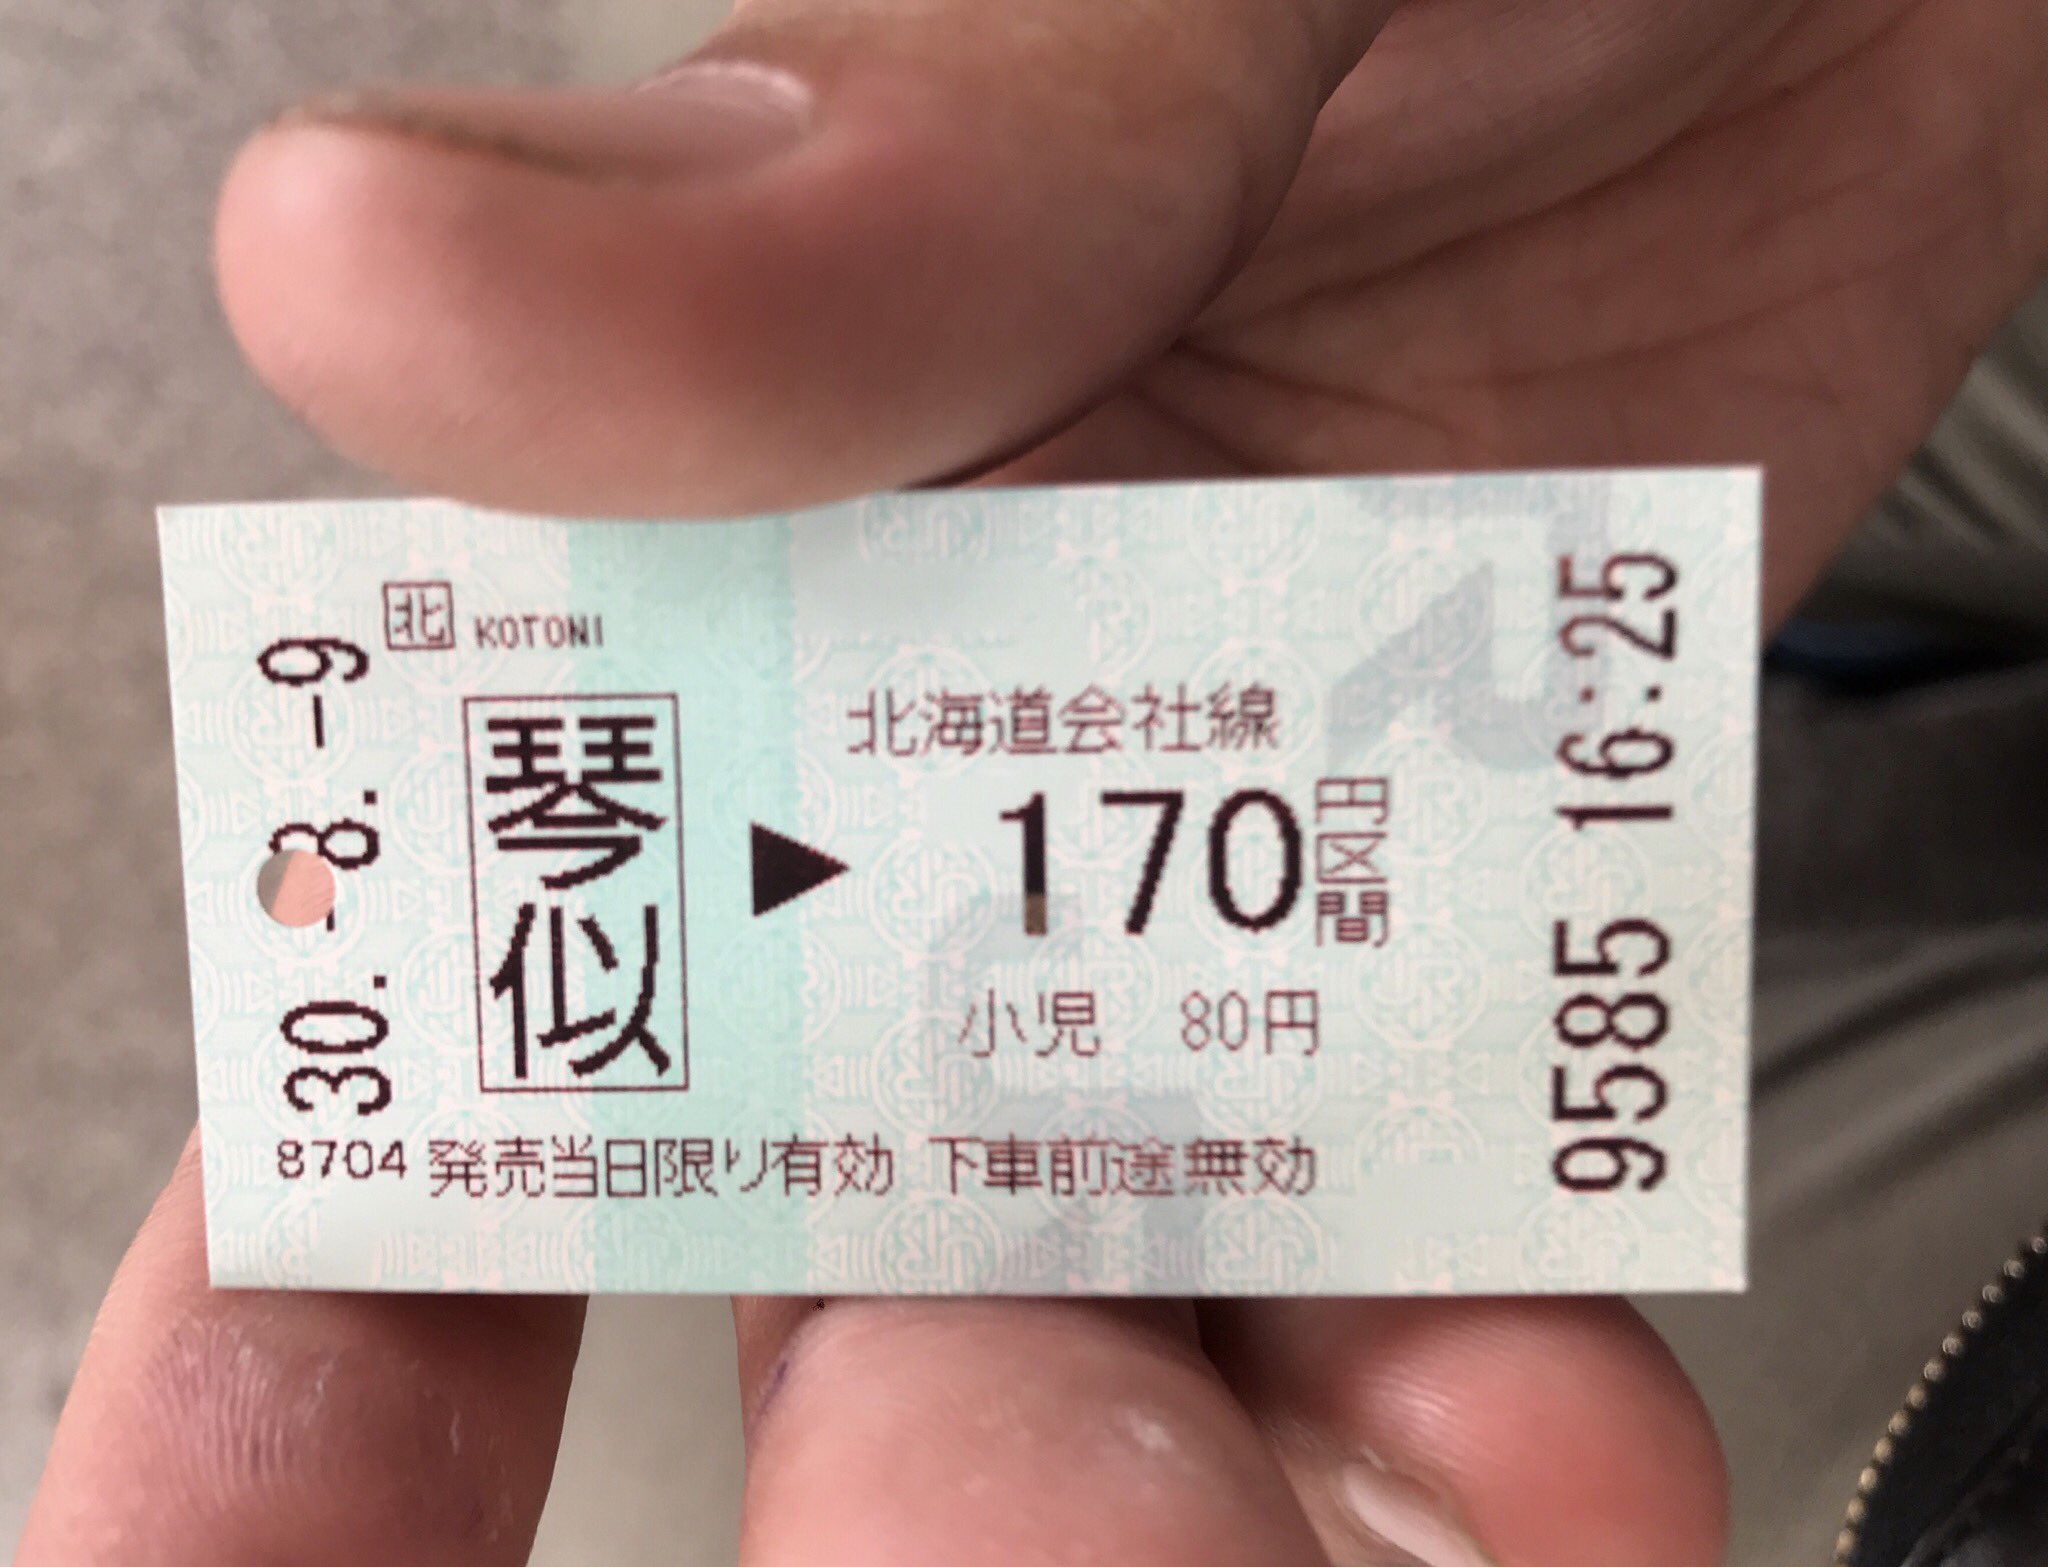 30.-8.-9
北 KOTONI
琴似
▶
北海道会社線
170円区間
小児 80円
8704 発売当日限り有効 下車前途無効
9585 16:25